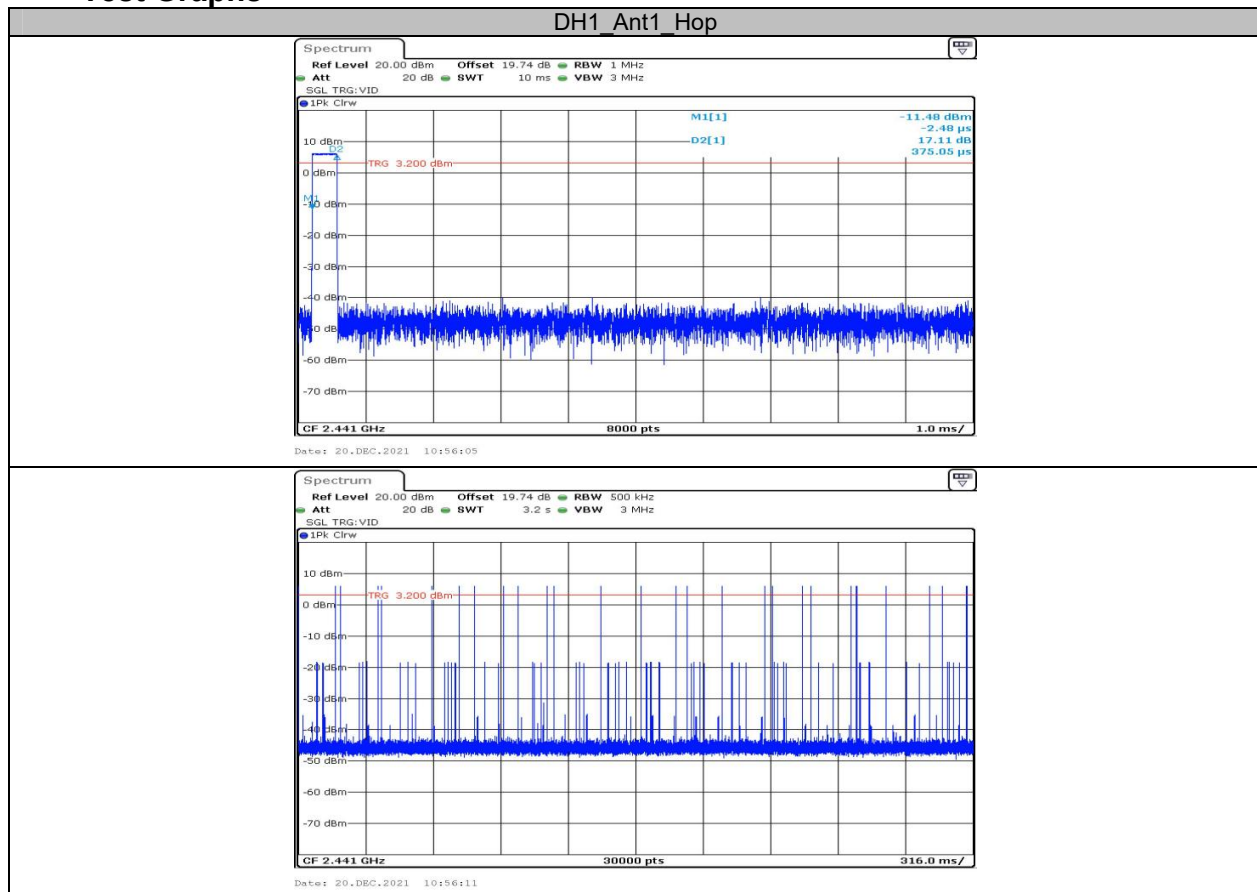 Test Graphs
DH1_Ant1_Hop
Spectrum
Ref Level 20.00 dBm Offset 19.74 dB RBW 1 MHz
Att 20 dB SWT 10 ms VBW 3 MHz
SGL TRG:VID
1Pk Clrw
M1[1] -11.48 dBm
-2.48 µs
10 dBm D2[1] 17.11 dB
D2 375.05 µs
TRG 3.200 dBm
0 dBm
M1
-10 dBm
-20 dBm
-30 dBm
-40 dBm
-50 dBm
-60 dBm
-70 dBm
CF 2.441 GHz 8000 pts 1.0 ms/
Date: 20.DEC.2021 10:56:05
Spectrum
Ref Level 20.00 dBm Offset 19.74 dB RBW 500 kHz
Att 20 dB SWT 3.2 s VBW 3 MHz
SGL TRG:VID
1Pk Clrw
10 dBm
TRG 3.200 dBm
0 dBm
-10 dBm
-20 dBm
-30 dBm
-40 dBm
-50 dBm
-60 dBm
-70 dBm
CF 2.441 GHz 30000 pts 316.0 ms/
Date: 20.DEC.2021 10:56:11